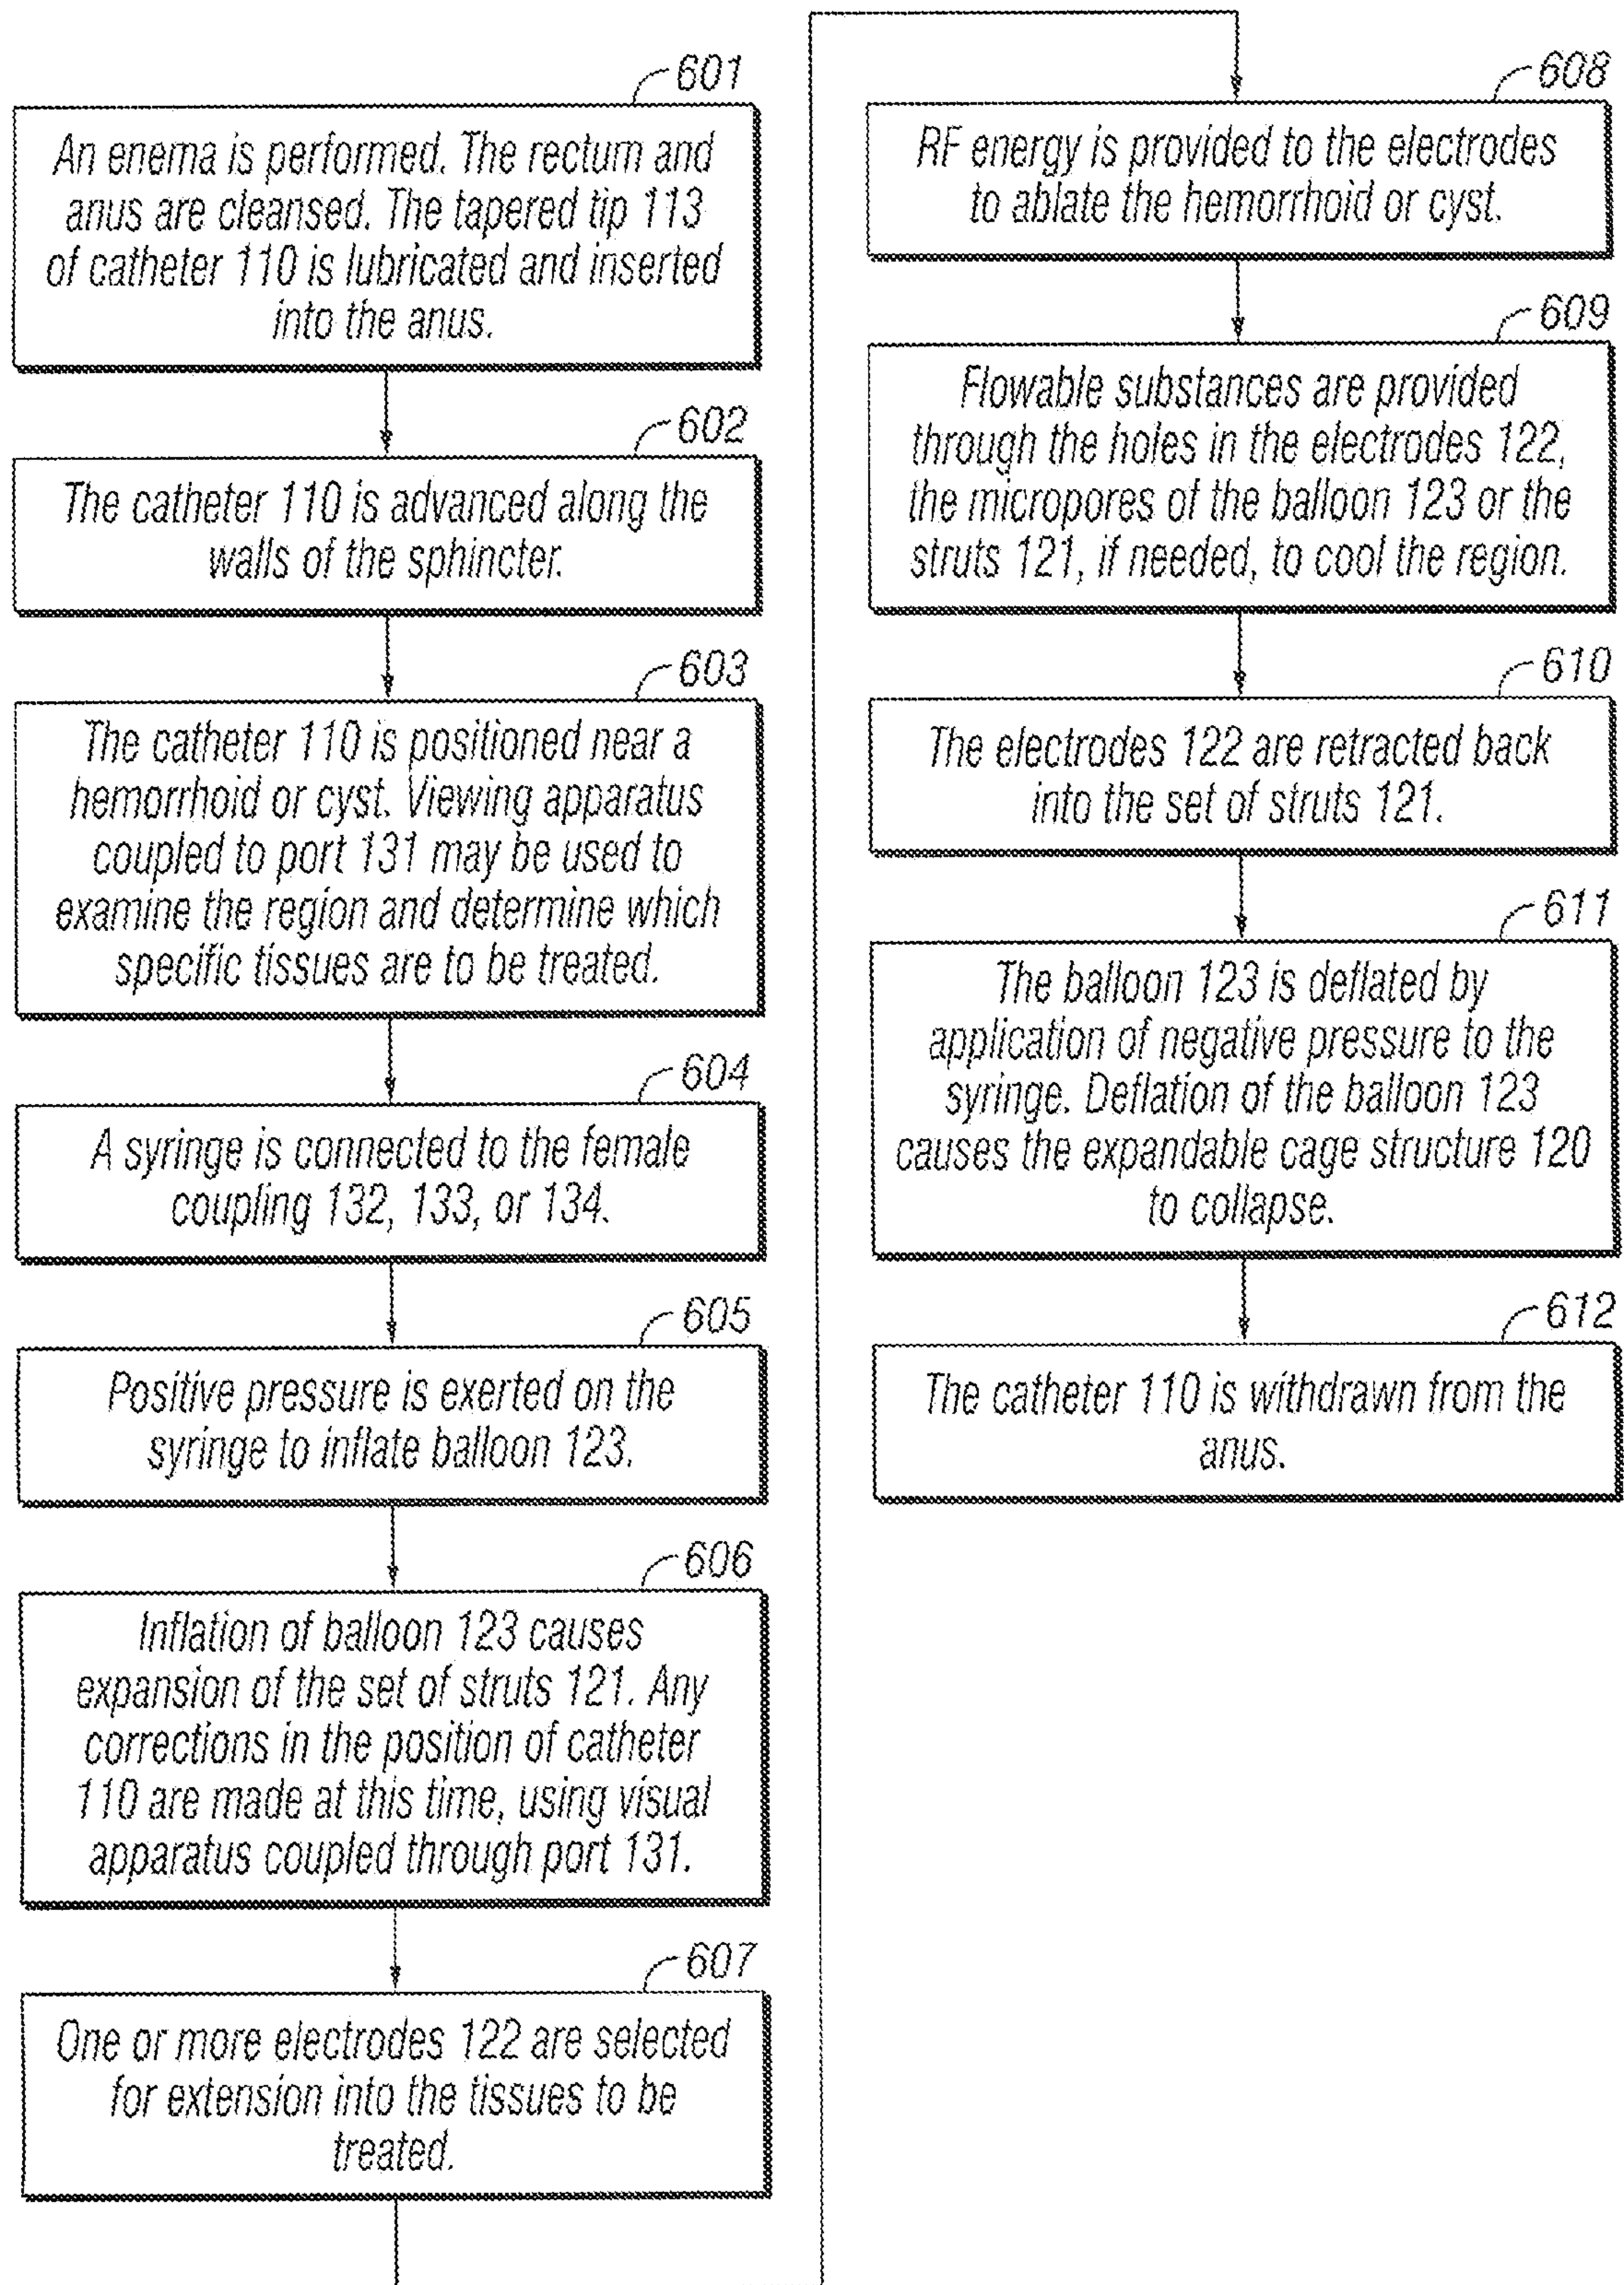 601
An enema is performed. The rectum and
anus are cleansed. The tapered tip 113
of catheter 110 is lubricated and inserted
into the anus.
602
The catheter 110 is advanced along the
walls of the sphincter.
603
The catheter 110 is positioned near a
hemorrhoid or cyst. Viewing apparatus
coupled to port 131 may be used to
examine the region and determine which
specific tissues are to be treated.
604
A syringe is connected to the female
coupling 132, 133, or 134.
605
Positive pressure is exerted on the
syringe to inflate balloon 123.
606
Inflation of balloon 123 causes
expansion of the set of struts 121. Any
corrections in the position of catheter
110 are made at this time, using visual
apparatus coupled through port 131.
607
One or more electrodes 122 are selected
for extension into the tissues to be
treated.
608
RF energy is provided to the electrodes
to ablate the hemorrhoid or cyst.
609
Flowable substances are provided
through the holes in the electrodes 122,
the micropores of the balloon 123 or the
struts 121, if needed, to cool the region.
610
The electrodes 122 are retracted back
into the set of struts 121.
611
The balloon 123 is deflated by
application of negative pressure to the
syringe. Deflation of the balloon 123
causes the expandable cage structure 120
to collapse.
612
The catheter 110 is withdrawn from the
anus.